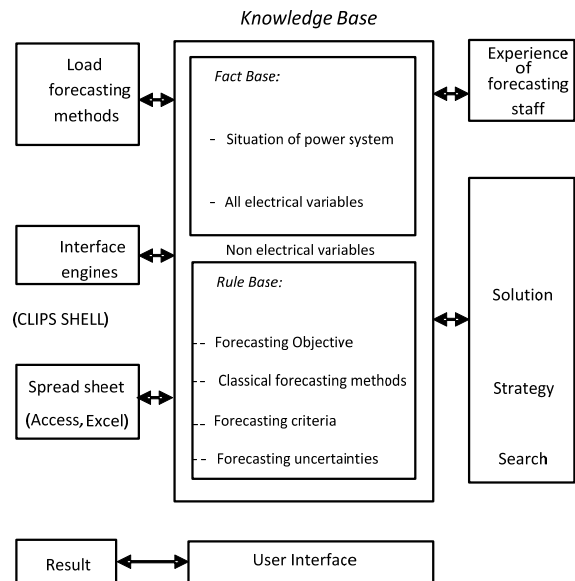 Knowledge Base
Load
forecasting
methods
Interface
engines
(CLIPS SHELL)
Spread sheet
(Access, Excel)
Fact Base:
- Situation of power system
- All electrical variables
Non electrical variables
Rule Base:
-- Forecasting Objective
-- Classical forecasting methods
-- Forecasting criteria
-- Forecasting uncertainties
Experience
of
forecasting
staff
Solution
Strategy
Search
Result
User Interface